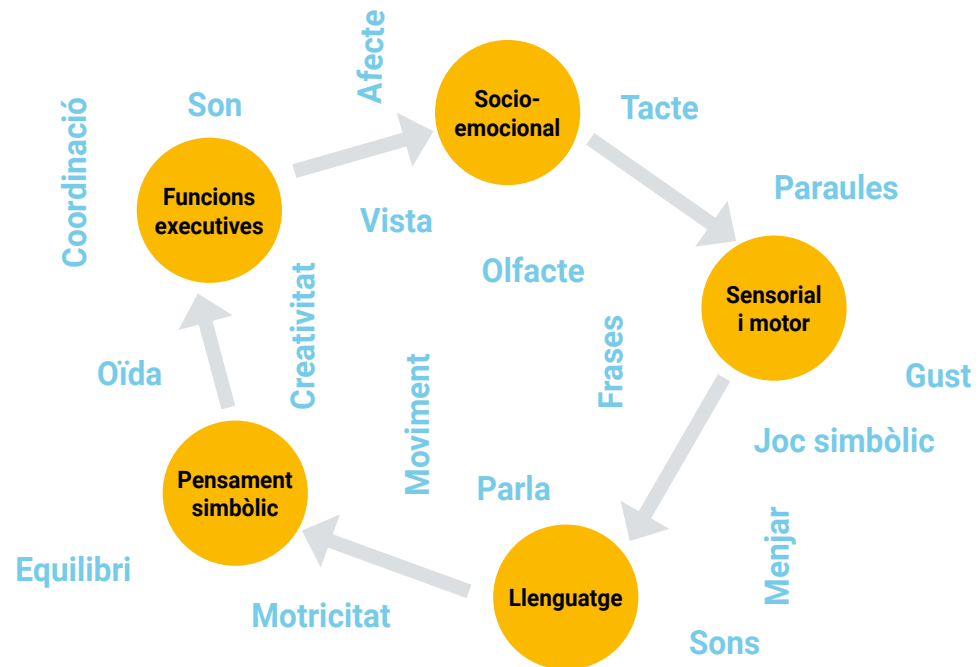 Afecte
Socio-
emocional
Son
Tacte
Coordinació
Funcions
executives
Paraules
Vista
Olfacte
Sensorial
i motor
Creativitat
Frases
Oïda
Gust
Moviment
Joc simbòlic
Pensament
simbòlic
Parla
Menjar
Equilibri
Llenguatge
Motricitat
Sons